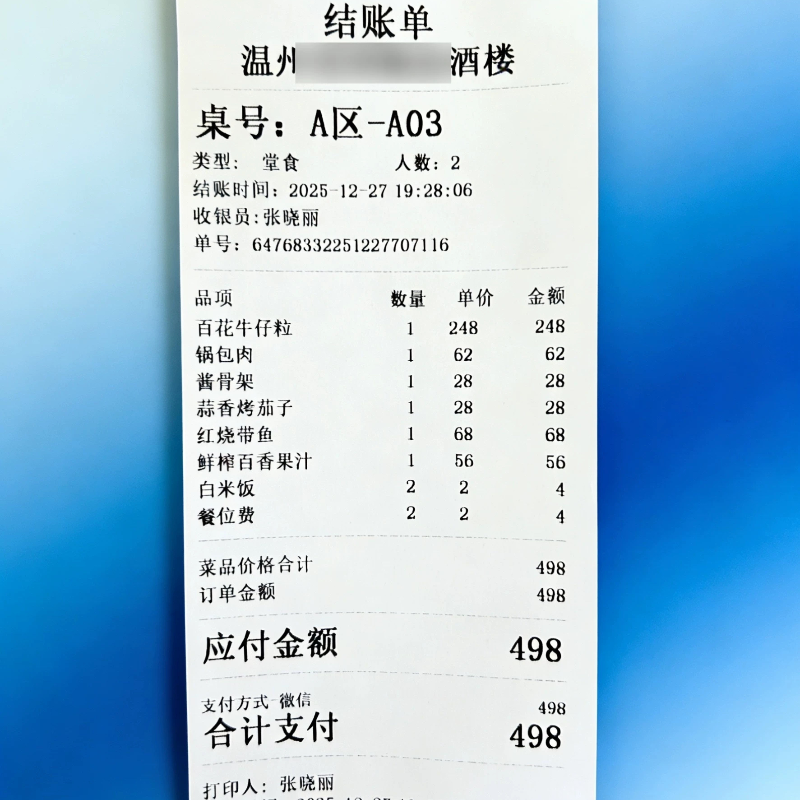 结账单
温州 酒楼
桌号：A区-A03
类型： 堂食 人数：2
结账时间：2025-12-27 19:28:06
收银员:张晓丽
单号：64768332251227707116
品项 数量 单价 金额
百花牛仔粒 1 248 248
锅包肉 1 62 62
酱骨架 1 28 28
蒜香烤茄子 1 28 28
红烧带鱼 1 68 68
鲜榨百香果汁 1 56 56
白米饭 2 2 4
餐位费 2 2 4
菜品价格合计 498
订单金额 498
应付金额 498
支付方式-微信 498
合计支付 498
打印人：张晓丽